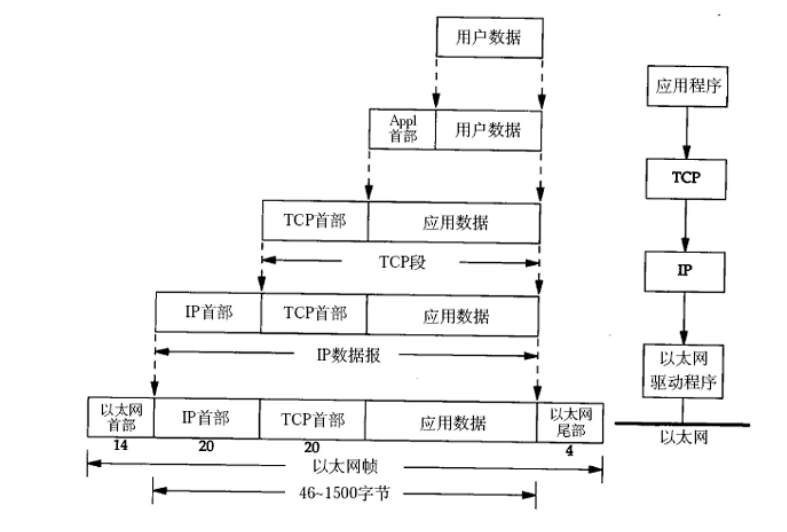 用户数据
应用程序
Appl
首部
用户数据
TCP
TCP首部
应用数据
TCP段
IP
IP首部
TCP首部
应用数据
IP数据报
以太网
驱动程序
以太网
首部
IP首部
TCP首部
应用数据
以太网
尾部
以太网
14
20
20
4
以太网帧
46~1500字节